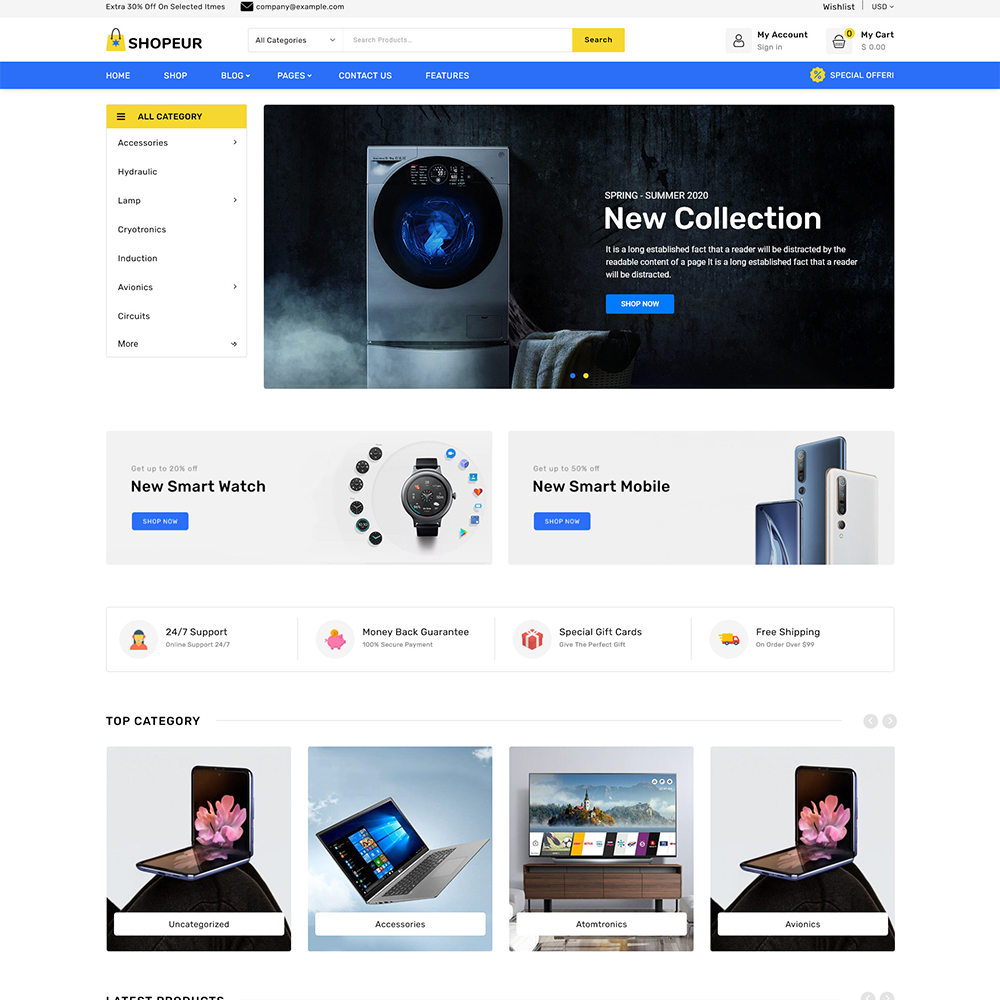 Extra 30% Off On Selected Itmes
company@example.com
Wishlist
USD
SHOPEUR
All Categories
Search Products...
Search
My Account
Sign in
0
My Cart
$ 0.00
HOME
SHOP
BLOG
PAGES
CONTACT US
FEATURES
SPECIAL OFFER!
ALL CATEGORY
Accessories
Hydraulic
Lamp
Cryotronics
Induction
Avionics
Circuits
More
SPRING - SUMMER 2020
New Collection
It is a long established fact that a reader will be distracted by the
readable content of a page It is a long established fact that a reader
will be distracted.
SHOP NOW
Get up to 20% off
New Smart Watch
SHOP NOW
Get up to 50% off
New Smart Mobile
SHOP NOW
24/7 Support
Online Support 24/7
Money Back Guarantee
100% Secure Payment
Special Gift Cards
Give The Perfect Gift
Free Shipping
On Order Over $99
TOP CATEGORY
Uncategorized
Accessories
Atomtronics
Avionics
LATEST PRODUCTS